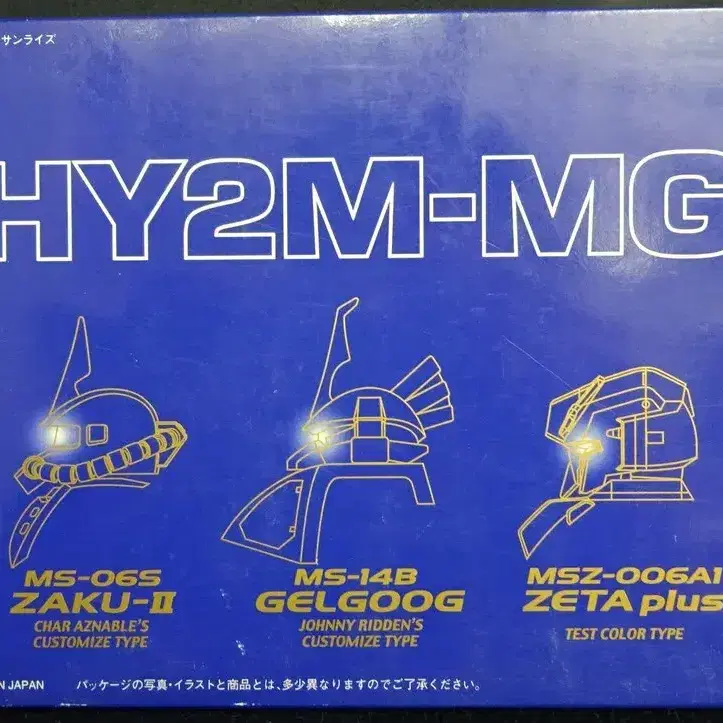 サンライズ
HY2M-MG
MS-06S
ZAKU-II
CHAR AZNABLE'S
CUSTOMIZE TYPE
MS-14B
GELGOOG
JOHNNY RIDDEN'S
CUSTOMIZE TYPE
MSZ-006A1
ZETA plus
TEST COLOR TYPE
N JAPAN
パッケージの写真・イラストと商品とは、多少異なりますのでご了承ください。